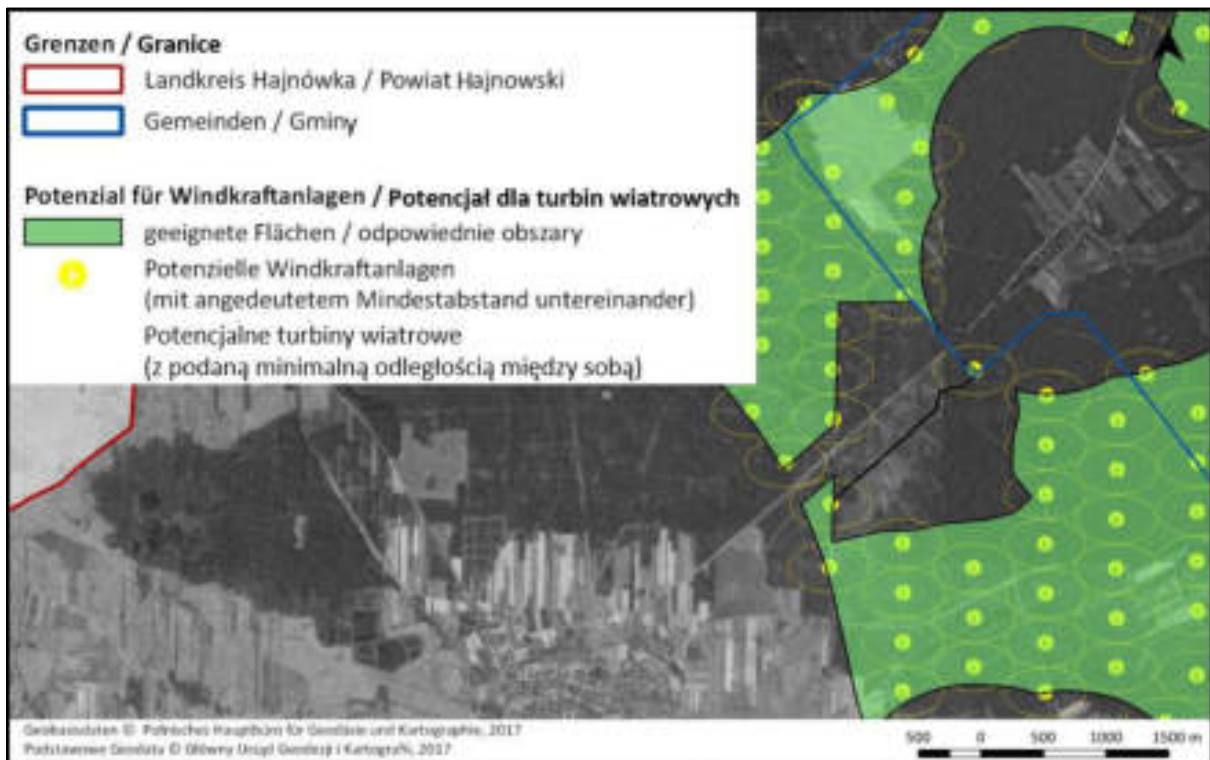 Grenzen / Granice
Landkreis Hajnówka / Powiat Hajnowski
Gemeinden / Gminy
Potenzial für Windkraftanlagen / Potencjał dla turbin wiatrowych
geeignete Flächen / odpowiednie obszary
Potenzielle Windkraftanlagen
(mit angedeutetem Mindestabstand untereinander)
Potencjalne turbiny wiatrowe
(z podaną minimalną odległością między sobą)
Geobasisdaten © Polnisches Hauptbüro für Geodäsie und Kartographie, 2017
Podstawowe Geodata © Główny Urząd Geodezji i Kartografii, 2017
500 0 500 1000 1500 m